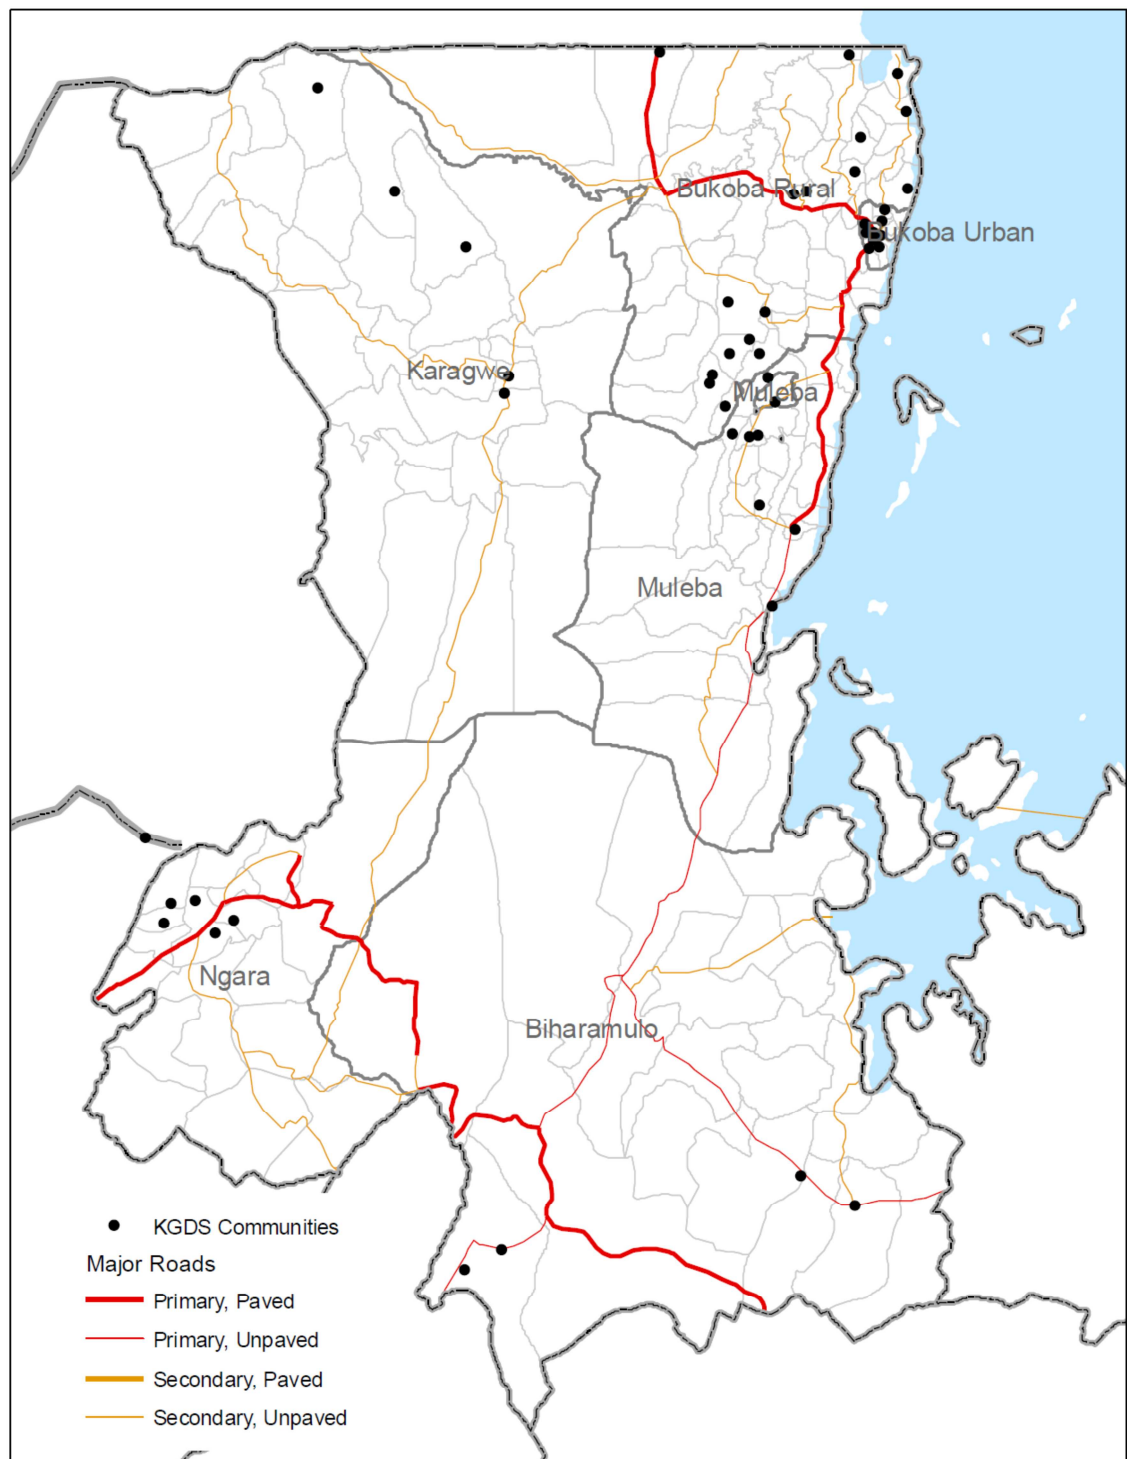 Bukoba Rural
Bukoba Urban
Karagwe
Muleba
Muleba
Ngara
Biharamulo
KGDS Communities
Major Roads
Primary, Paved
Primary, Unpaved
Secondary, Paved
Secondary, Unpaved